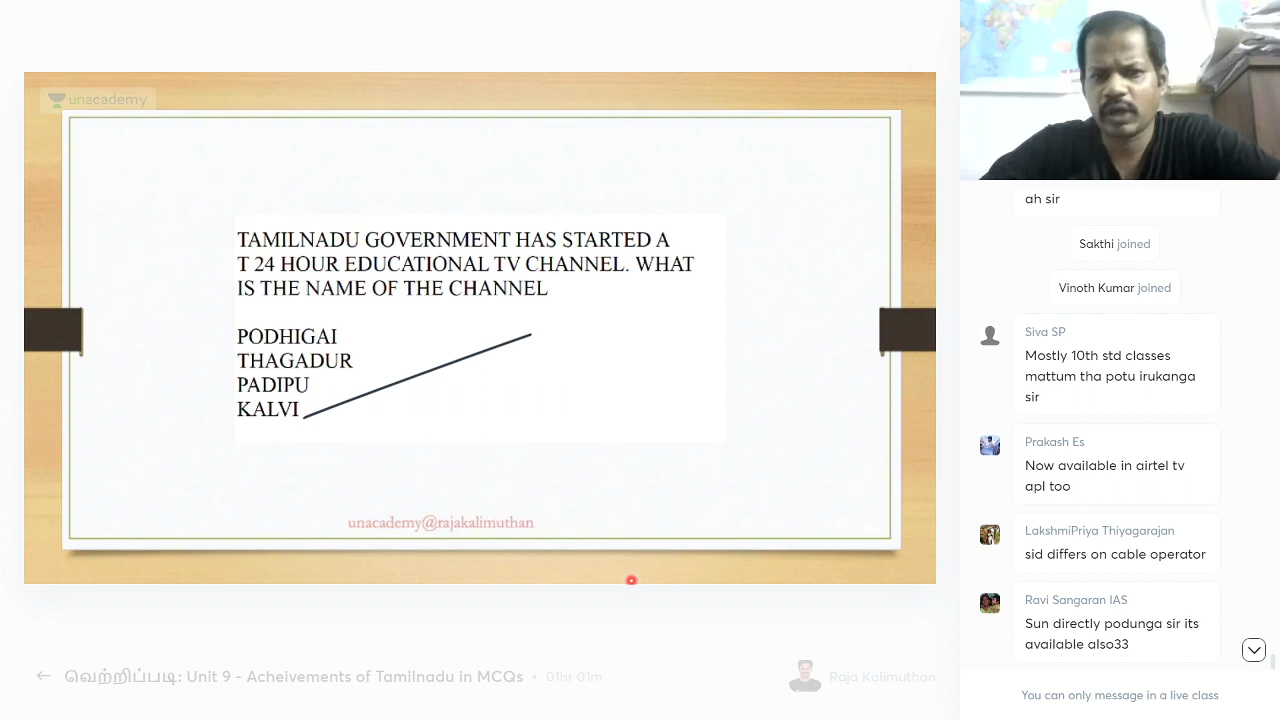 unacademy
TAMILNADU GOVERNMENT HAS STARTED A
T 24 HOUR EDUCATIONAL TV CHANNEL. WHAT
IS THE NAME OF THE CHANNEL
PODHIGAI
THAGADUR
PADIPU
KALVI
unacademy@rajakalimuthan
வெற்றிப்படி: Unit 9 - Acheivements of Tamilnadu in MCQs • 01hr 01m
Raja Kalimuthan
ah sir
Sakthi joined
Vinoth Kumar joined
Siva SP
Mostly 10th std classes
mattum tha potu irukanga
sir
Prakash Es
Now available in airtel tv
apl too
LakshmiPriya Thiyagarajan
sid differs on cable operator
Ravi Sangaran IAS
Sun directly podunga sir its
available also33
You can only message in a live class